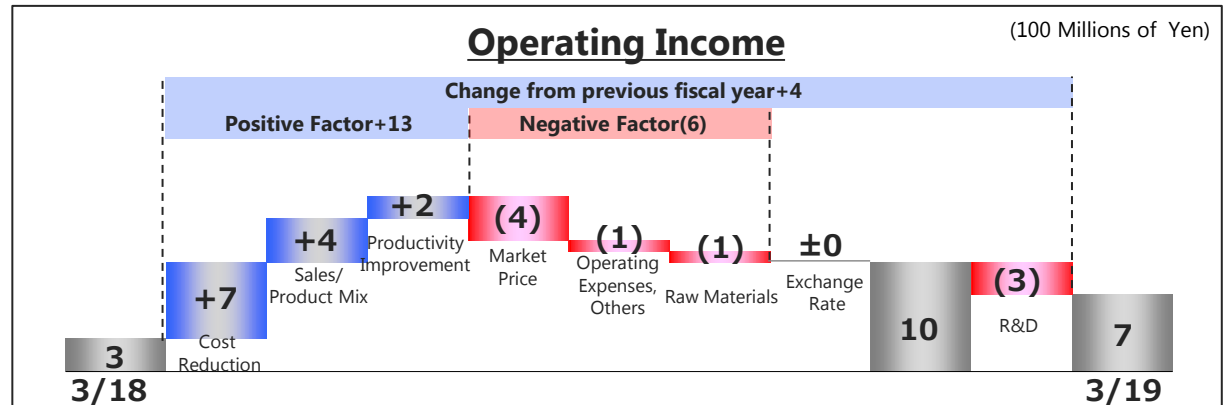 Operating Income
(100 Millions of Yen)
Change from previous fiscal year+4
Positive Factor+13
Negative Factor(6)
3
3/18
+7
Cost
Reduction
+4
Sales/
Product Mix
+2
Productivity
Improvement
(4)
Market
Price
(1)
Operating
Expenses,
Others
(1)
Raw Materials
±0
Exchange
Rate
10
(3)
R&D
7
3/19